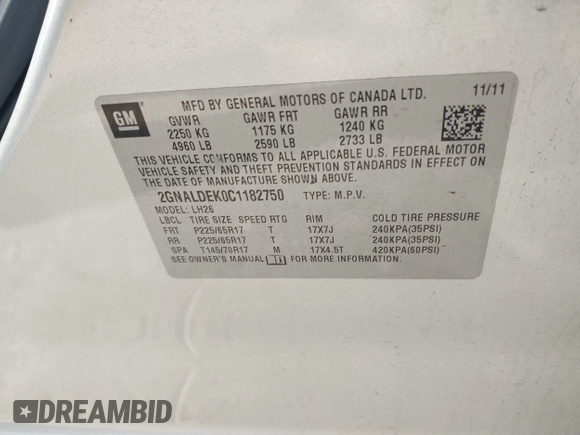 MFD BY GENERAL MOTORS OF CANADA LTD. 11/11
GM
GVWR GAWR FRT GAWR RR
2250 KG 1175 KG 1240 KG
4960 LB 2590 LB 2733 LB
THIS VEHICLE CONFORMS TO ALL APPLICABLE U.S. FEDERAL MOTOR
VEHICLE SAFETY AND THEFT PREVENTION STANDARDS IN EFFECT ON
THE DATE OF MANUFACTURE SHOWN ABOVE.
2GNALDEK0C1182750 TYPE: M.P.V.
MODEL: LH26
LBCL TIRE SIZE SPEED RTG RIM COLD TIRE PRESSURE
FRT P225/65R17 T 17X7J 240KPA(35PSI)
RR P225/65R17 T 17X7J 240KPA(35PSI)
SPA T145/70R17 M 17X4.5T 420KPA(60PSI)
SEE OWNER'S MANUAL FOR MORE INFORMATION.
DREAMBID